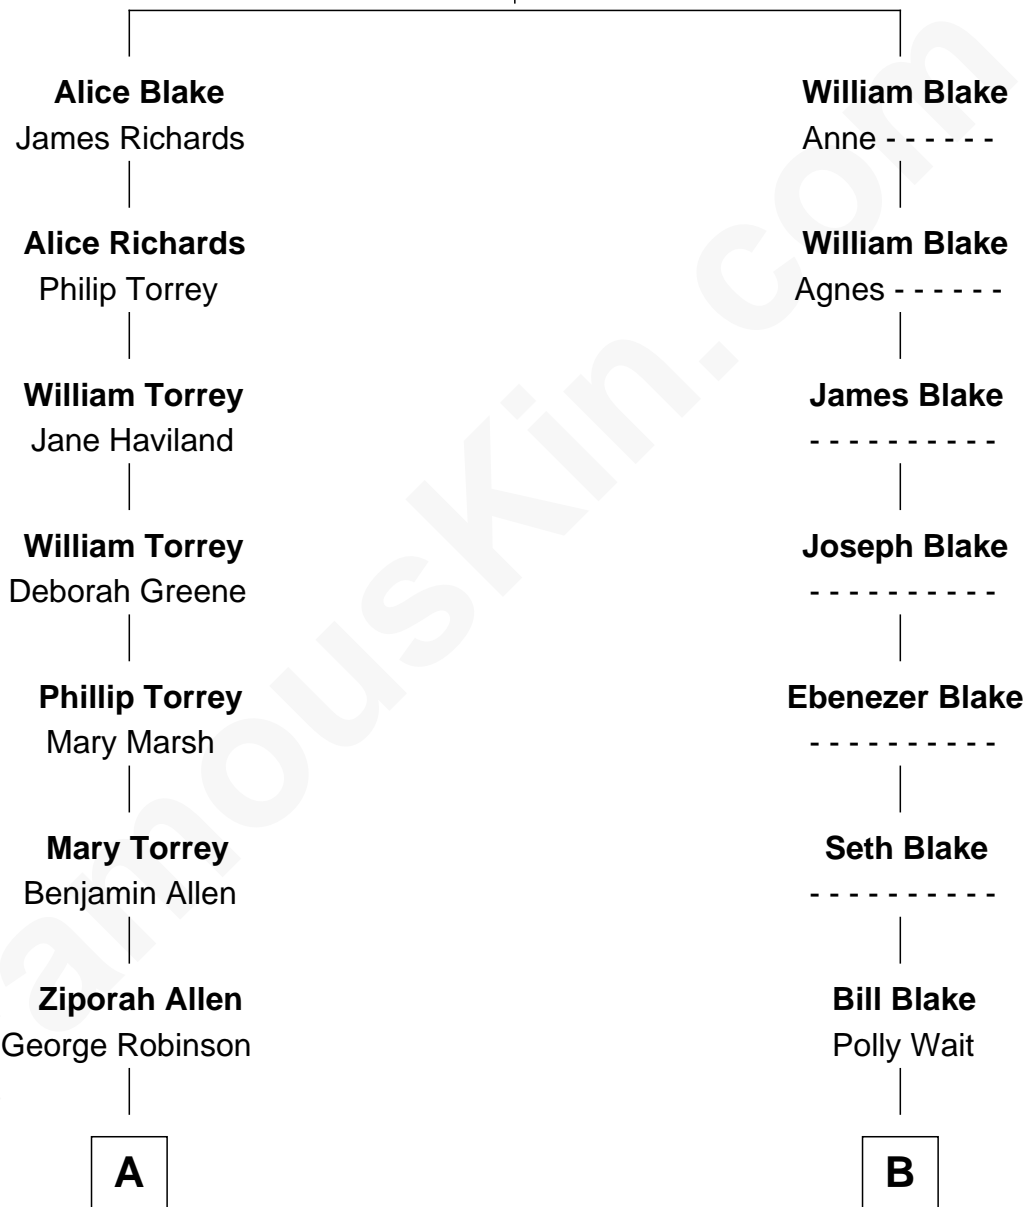 Alice Blake
James Richards
William Blake
Anne - - - - - -
Alice Richards
Philip Torrey
William Blake
Agnes - - - - - -
William Torrey
Jane Haviland
James Blake
- - - - - - - - - -
William Torrey
Deborah Greene
Joseph Blake
- - - - - - - - - -
Phillip Torrey
Mary Marsh
Ebenezer Blake
- - - - - - - - - -
Mary Torrey
Benjamin Allen
Seth Blake
- - - - - - - - - -
Ziporah Allen
George Robinson
Bill Blake
Polly Wait
A
B
amouskin.com